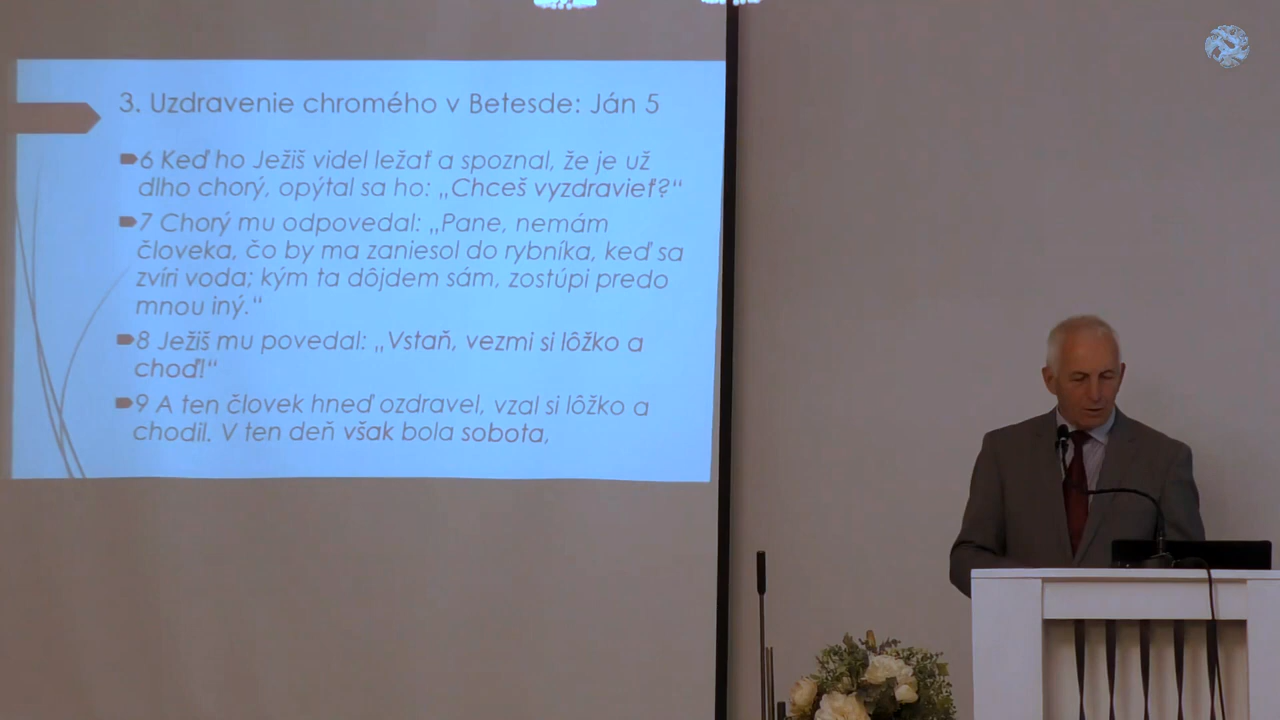 3. Uzdravenie chromého v Betesde: Ján 5
6 Keď ho Ježiš videl ležať a spoznal, že je už
dlho chorý, opýtal sa ho: „Chceš vyzdravieť?“
7 Chorý mu odpovedal: „Pane, nemám
človeka, čo by ma zaniesol do rybníka, keď sa
zvíri voda; kým ta dôjdem sám, zostúpi predo
mnou iný.“
8 Ježiš mu povedal: „Vstaň, vezmi si lôžko a
choď!“
9 A ten človek hneď ozdravel, vzal si lôžko a
chodil. V ten deň však bola sobota,